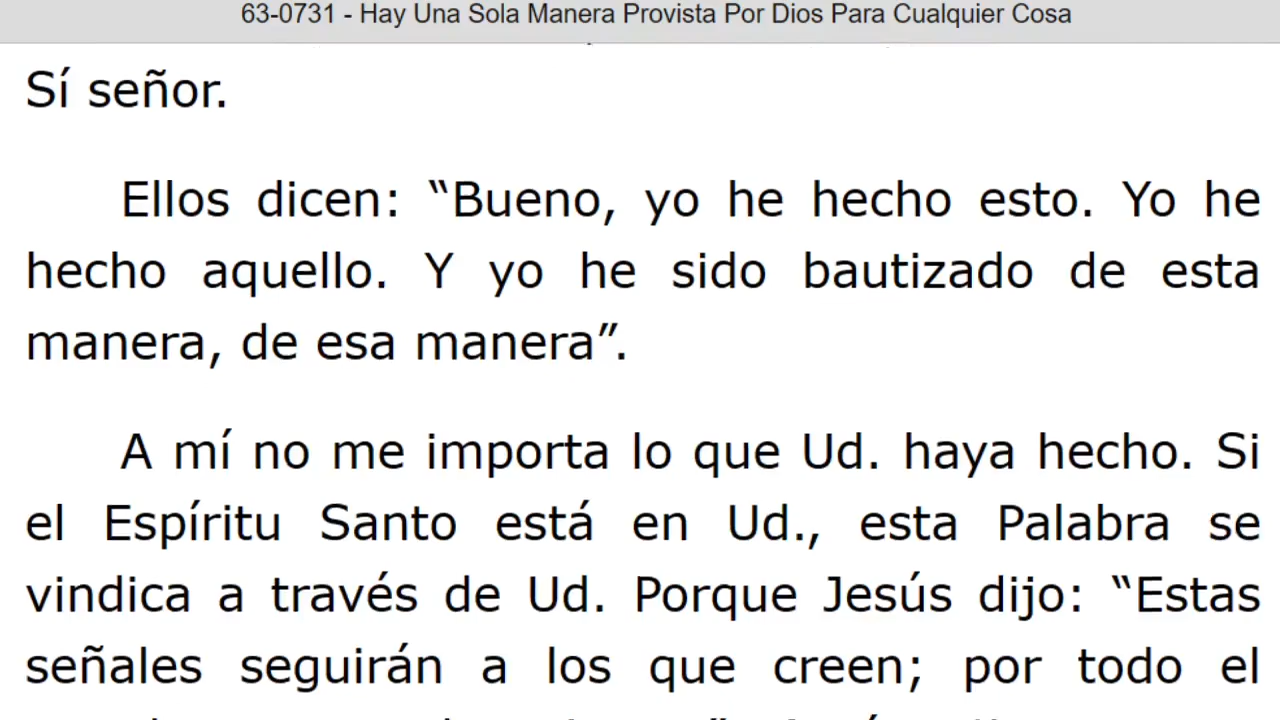 63-0731 - Hay Una Sola Manera Provista Por Dios Para Cualquier Cosa
Sí señor.
Ellos dicen: “Bueno, yo he hecho esto. Yo he
hecho aquello. Y yo he sido bautizado de esta
manera, de esa manera”.
A mí no me importa lo que Ud. haya hecho. Si
el Espíritu Santo está en Ud., esta Palabra se
vindica a través de Ud. Porque Jesús dijo: “Estas
señales seguirán a los que creen; por todo el